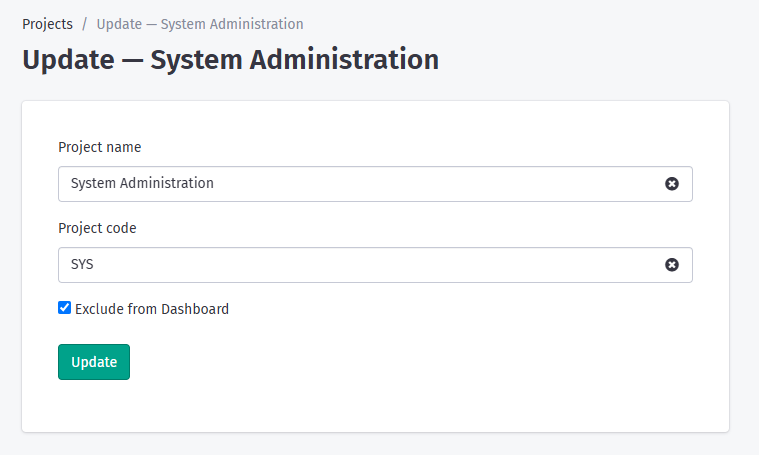 Projects / Update — System Administration
Update — System Administration
Project name
System Administration
Project code
SYS
Exclude from Dashboard
Update